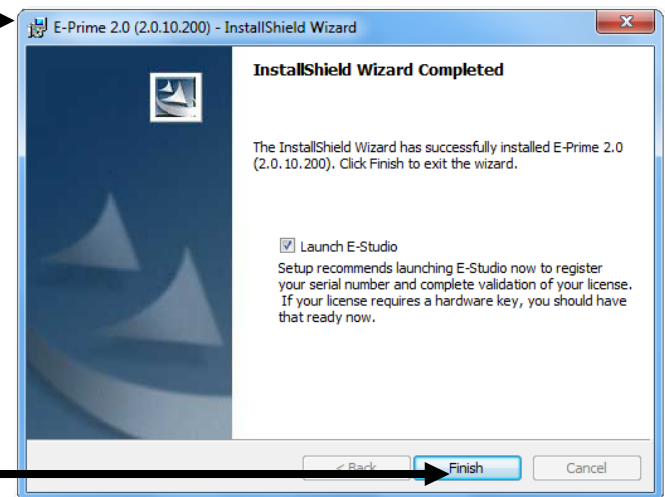 E-Prime 2.0 (2.0.10.200) - InstallShield Wizard
InstallShield Wizard Completed
The InstallShield Wizard has successfully installed E-Prime 2.0
(2.0.10.200). Click Finish to exit the wizard.
Launch E-Studio
Setup recommends launching E-Studio now to register
your serial number and complete validation of your license.
If your license requires a hardware key, you should have
that ready now.
< Back Finish Cancel